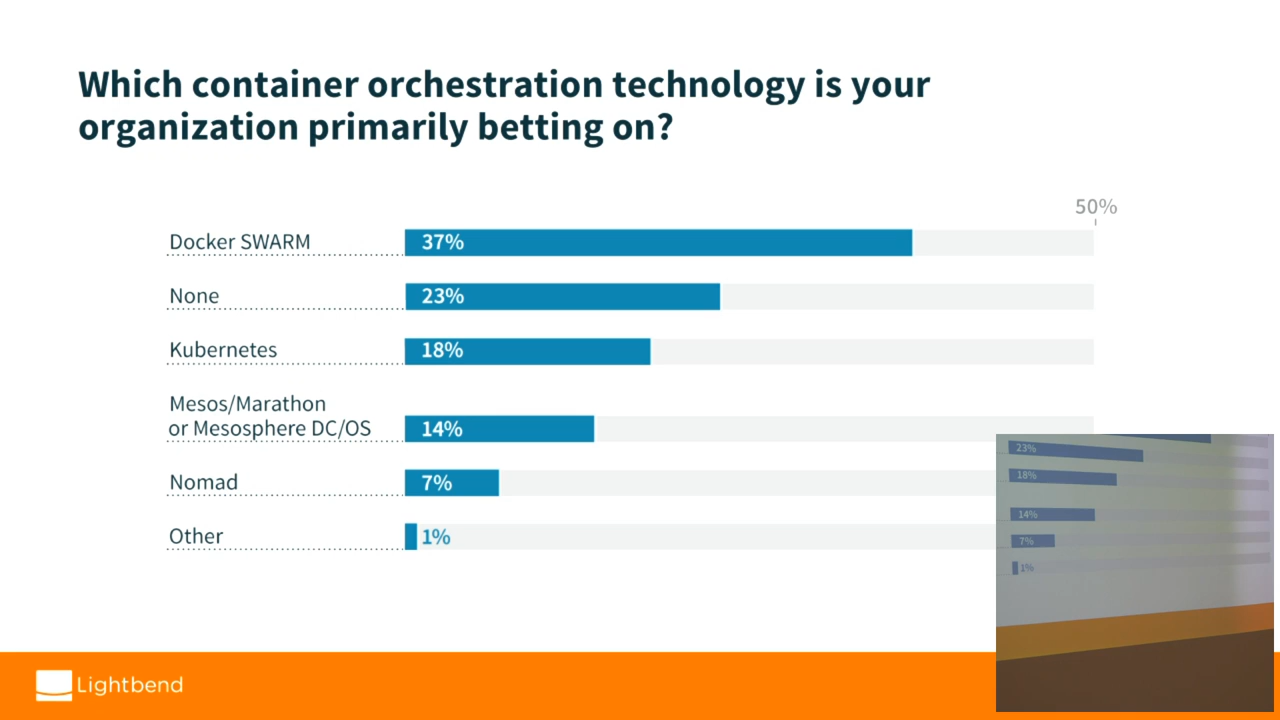 Which container orchestration technology is your
organization primarily betting on?
50%
Docker SWARM 37%
None 23%
Kubernetes 18%
Mesos/Marathon
or Mesosphere DC/OS 14%
Nomad 7%
Other 1%
23%
18%
14%
7%
1%
Lightbend